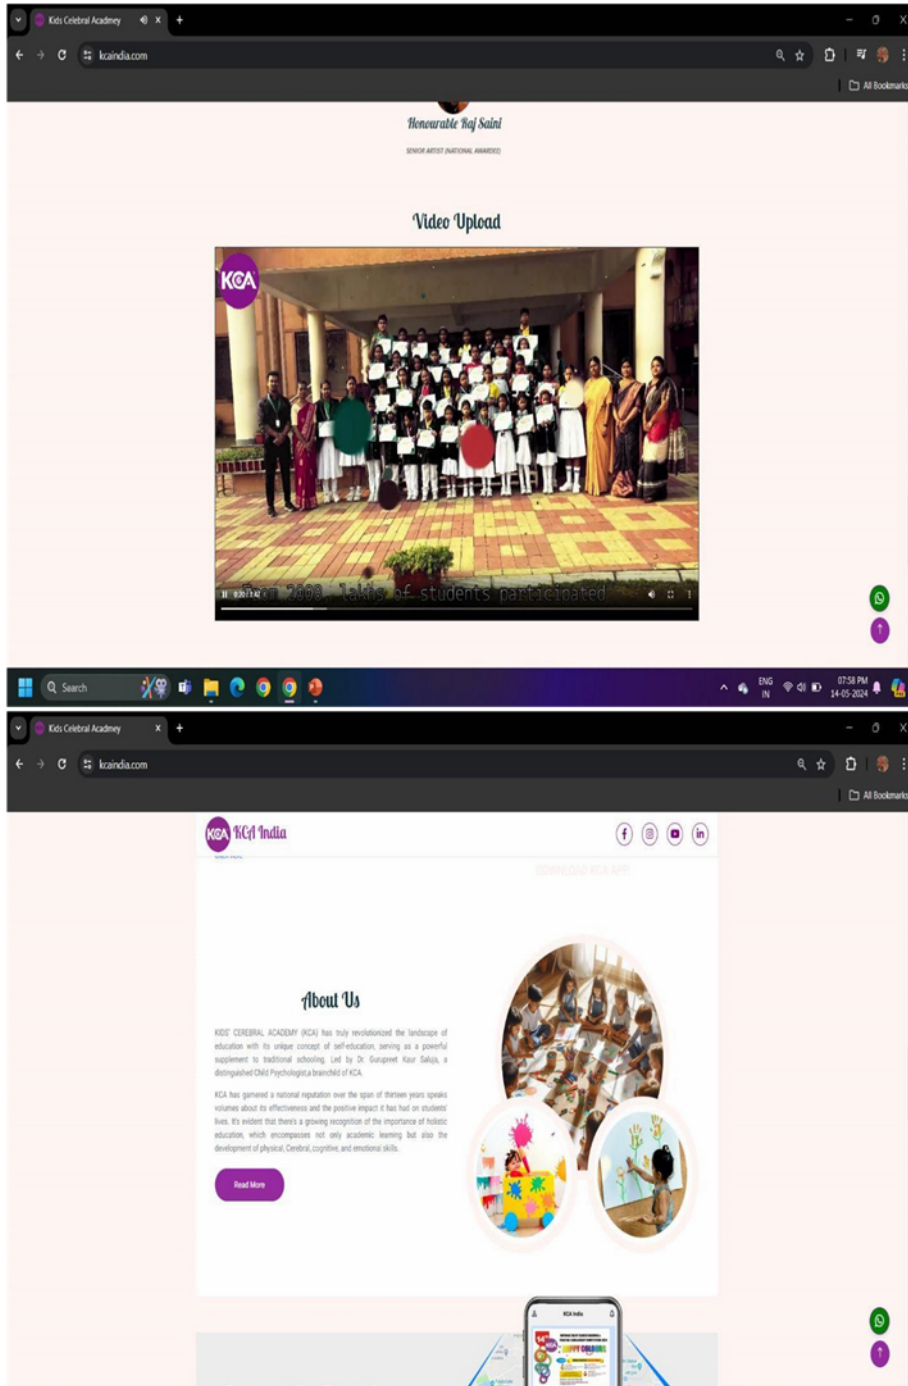 Kids Celebral Acadmey
kcaindia.com
All Bookmarks
Honourable Raj Saini
SENIOR ARTIST (NATIONAL AWARDEE)
Video Upload
KCA
From 2008, lakhs of students participated
Search
ENG
IN
07:58 PM
14-05-2024
Kids Celebral Acadmey
kcaindia.com
All Bookmarks
KCA KCA India
DOWNLOAD KCA APP
About Us
KIDS' CEREBRAL ACADEMY (KCA) has truly revolutionized the landscape of
education with its unique concept of self-education, serving as a powerful
supplement to traditional schooling. Led by Dr. Gurupreet Kaur Saluja, a
distinguished Child Psychologist,a brainchild of KCA.
KCA has garnered a national reputation over the span of thirteen years speaks
volumes about its effectiveness and the positive impact it has had on students'
lives. It's evident that there's a growing recognition of the importance of holistic
education, which encompasses not only academic learning but also the
development of physical, Cerebral, cognitive, and emotional skills.
Read More
KCA India
HAPPY COLOURS